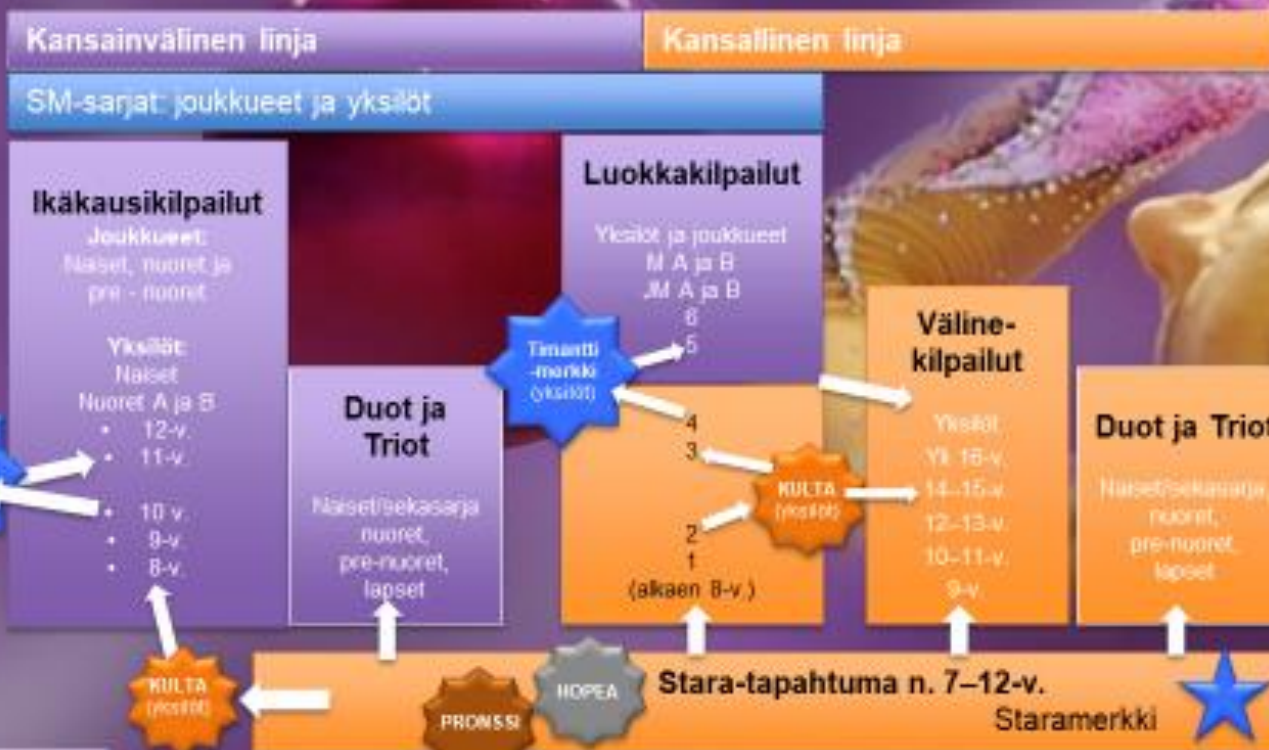 Kansainvälinen linja
Kansallinen linja
SM-sarjat: joukkueet ja yksilöt
Ikäkausikilpailut
Joukkueet:
Naiset, nuoret ja
pre - nuoret
Yksilöt:
Naiset
Nuoret A ja B
• 12-v.
• 11-v.
• 10 v.
• 9-v.
• 8-v.
KULTA
(yksilöt)
Duot ja
Triot
Naiset/sekasarja
nuoret,
pre-nuoret,
lapset
Timantti
-merkki
(yksilöt)
Luokkakilpailut
Yksilöt ja joukkueet
M A ja B
JM A ja B
6
5
4
3
2
1
(alkaen 8-v.)
KULTA
(yksilöt)
Väline-
kilpailut
Yksilöt
Yli 16-v.
14–15-v.
12–13-v.
10–11-v.
9-v.
Duot ja Triot
Naiset/sekasarja,
nuoret,
pre-nuoret,
lapset
PRONSSI
HOPEA
Stara-tapahtuma n. 7–12-v.
Staramerkki